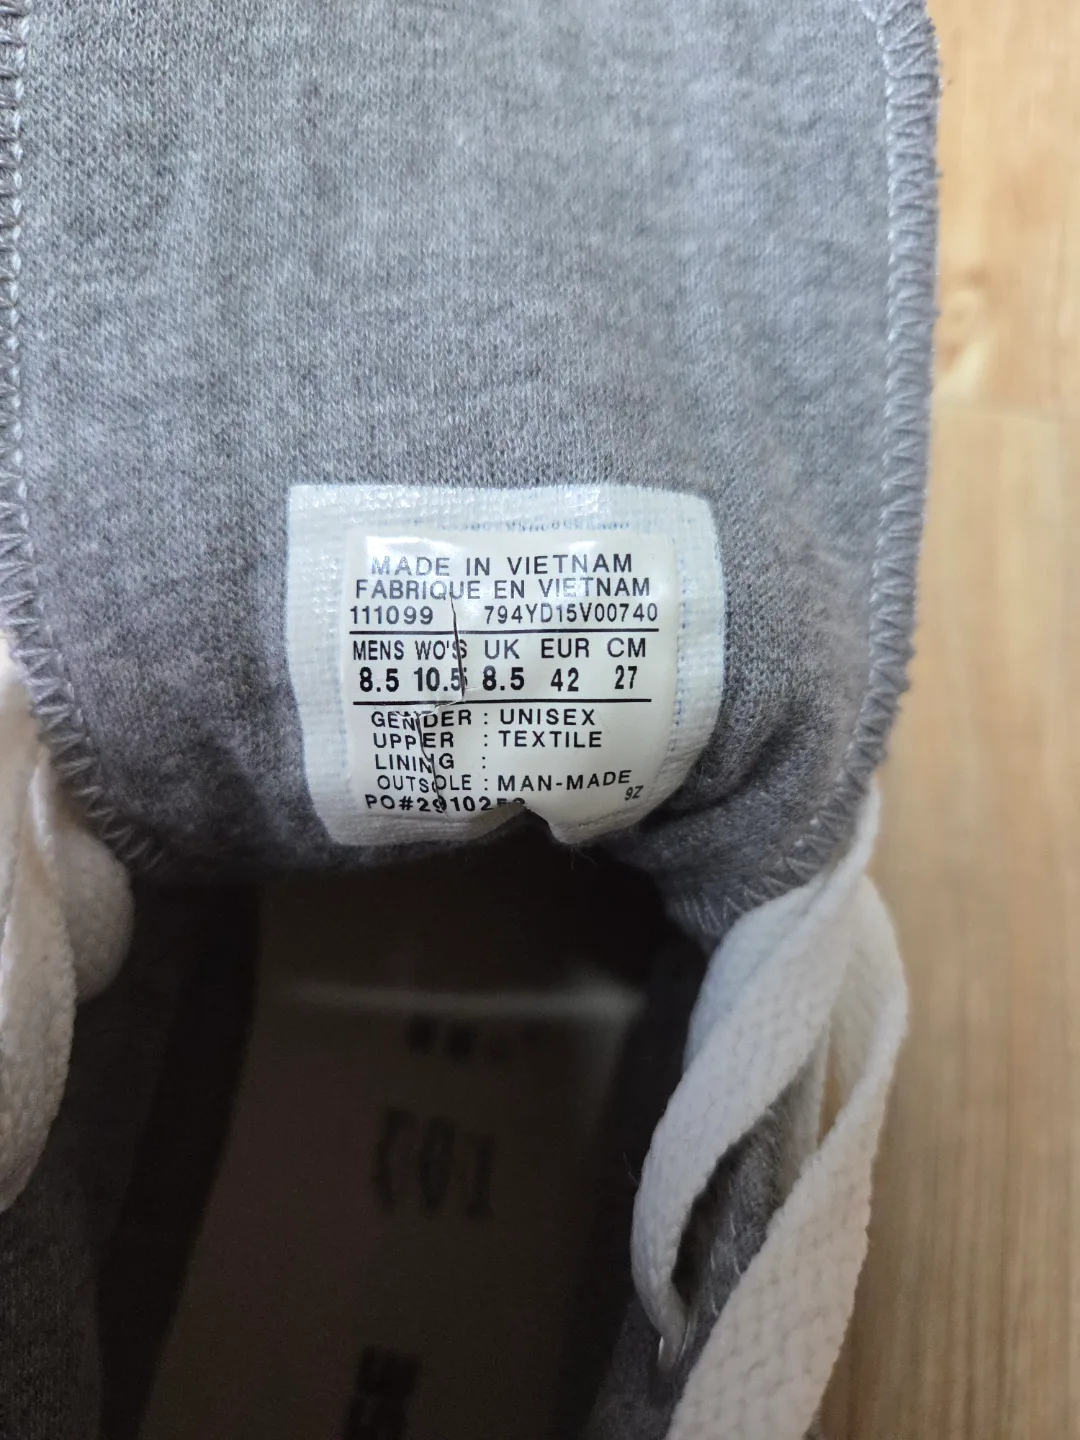 MADE IN VIETNAM
FABRIQUE EN VIETNAM
111099 794YD15V00740
MENS WO'S UK EUR CM
8.5 10.5 8.5 42 27
GENDER : UNISEX
UPPER : TEXTILE
LINING :
OUTSOLE : MAN-MADE
9Z